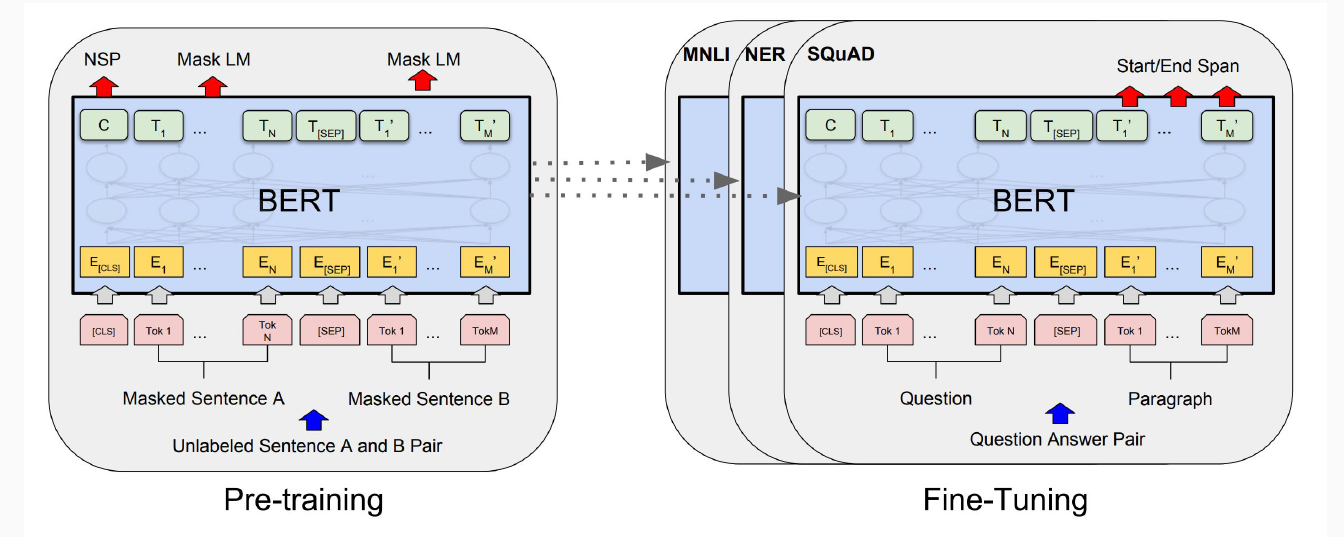 NSP Mask LM Mask LM
C T1 ... TN T[SEP] T1' ... TM'
...
BERT
...
E[CLS] E1 ... EN E[SEP] E1' ... EM'
[CLS] Tok 1 ... Tok N [SEP] Tok 1 ... TokM
Masked Sentence A Masked Sentence B
Unlabeled Sentence A and B Pair
Pre-training
MNLI NER SQuAD
Start/End Span
C T1 ... TN T[SEP] T1' ... TM'
...
BERT
...
E[CLS] E1 ... EN E[SEP] E1' ... EM'
[CLS] Tok 1 ... Tok N [SEP] Tok 1 ... TokM
Question Paragraph
Question Answer Pair
Fine-Tuning